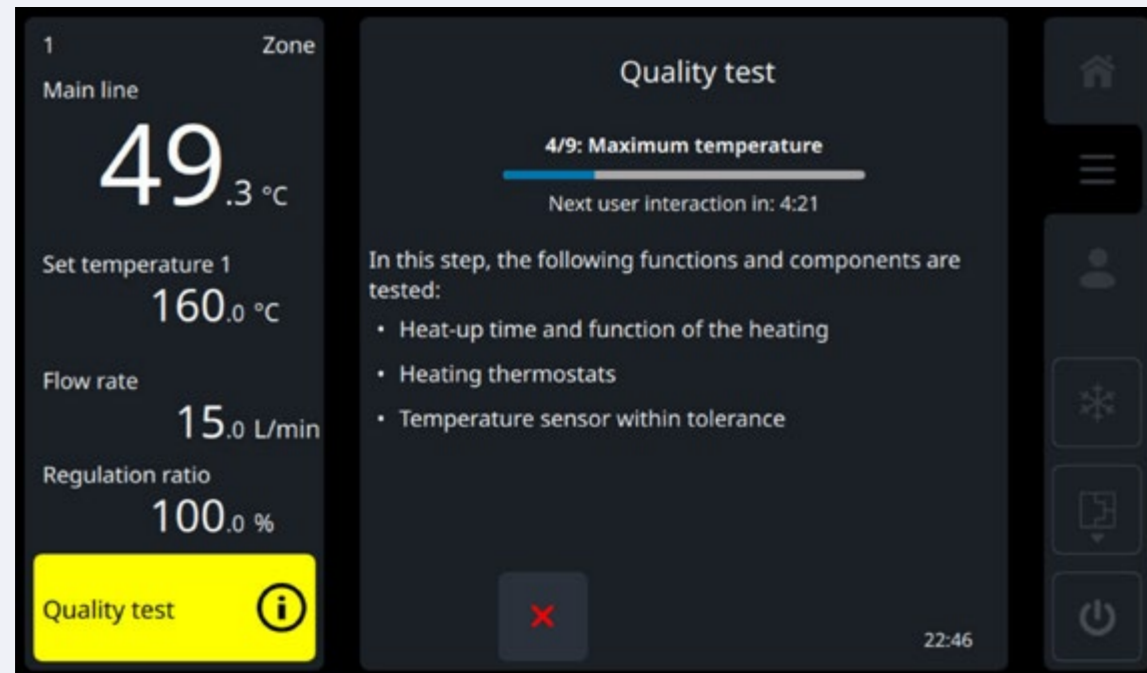 1 Zone
Main line
49.3 °C
Set temperature 1
160.0 °C
Flow rate
15.0 L/min
Regulation ratio
100.0 %
Quality test
Quality test
4/9: Maximum temperature
Next user interaction in: 4:21
In this step, the following functions and components are
tested:
• Heat-up time and function of the heating
• Heating thermostats
• Temperature sensor within tolerance
22:46